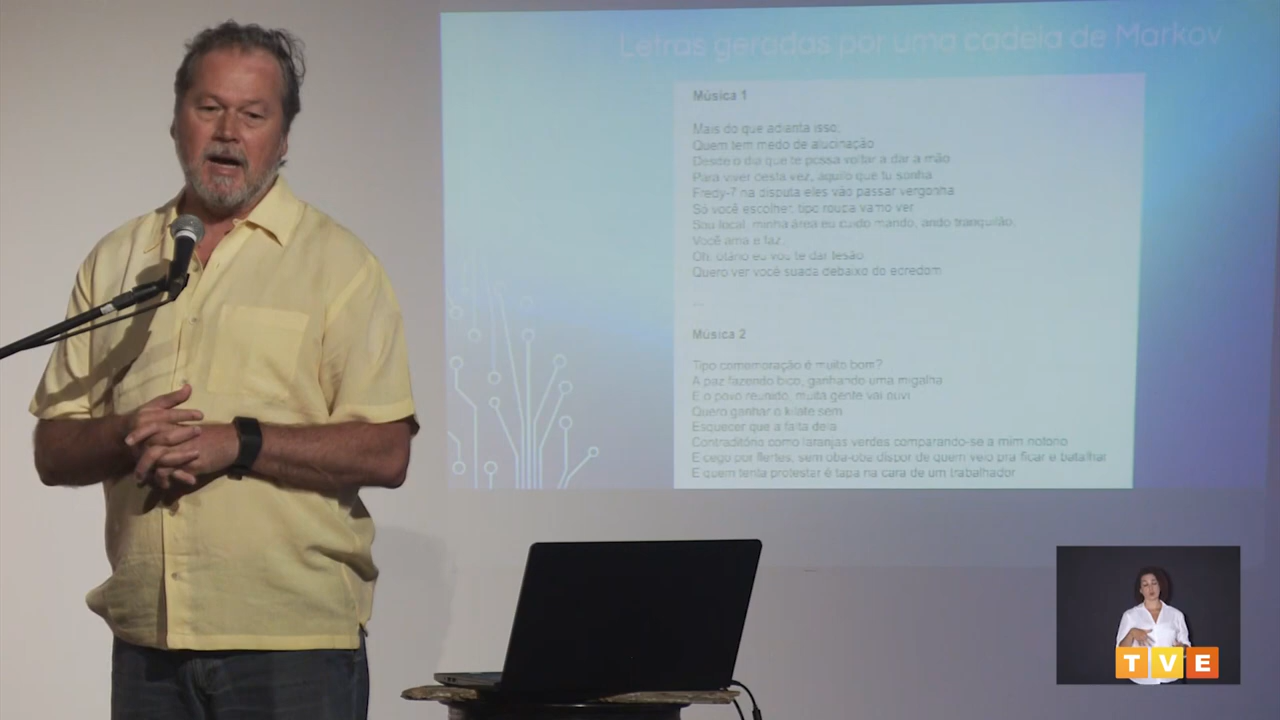 Letras geradas por uma cadeia de Markov
Música 1
Mais do que adianta isso;
Quem tem medo de alucinação
Desde o dia que te possa voltar a dar a mão
Para viver desta vez, aquilo que tu sonha
Fredy-7 na disputa eles vão passar vergonha
Só você escolher, tipo roupa vamo ver
Sou local, minha área eu cuido mando, ando tranquilão;
Você ama e faz,
Oh, otário eu vou te dar tesão
Quero ver você suada debaixo do edredom
...
Música 2
Tipo comemoração é muito bom?
A paz fazendo bico, ganhando uma migalha
E o povo reunido, muita gente vai ouvi
Quero ganhar o kilate sem
Esquecer que a falta dela
Contraditório como laranjas verdes comparando-se a mim notório
E cego por flertes, sem oba-oba dispor de quem veio pra ficar e batalhar
E quem tenta protestar é tapa na cara de um trabalhador
TVE